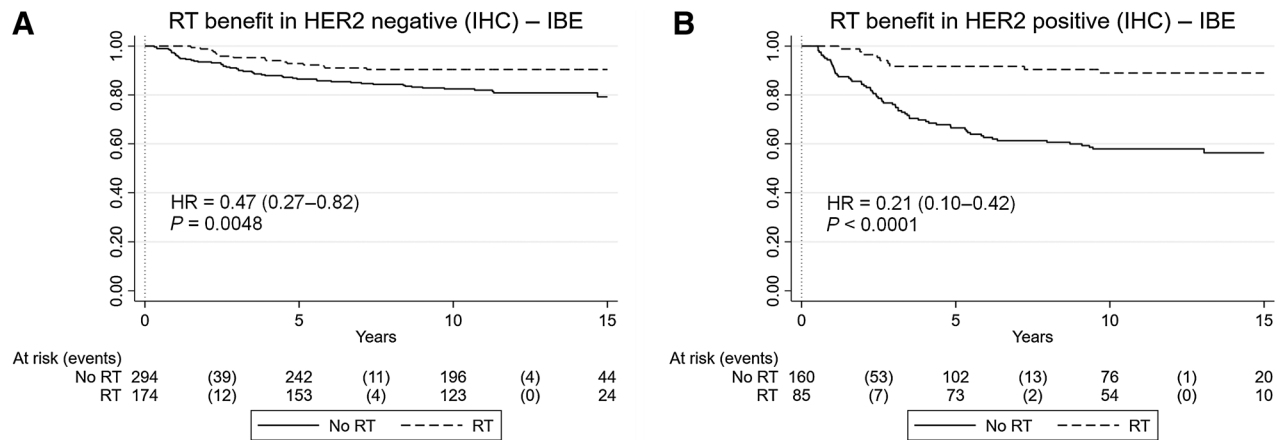 A
RT benefit in HER2 negative (IHC) – IBE
1.00
0.80
0.60
0.40
0.20
0.00
HR = 0.47 (0.27–0.82)
P = 0.0048
0 5 10 15
Years
At risk (events)
No RT 294 (39) 242 (11) 196 (4) 44
RT 174 (12) 153 (4) 123 (0) 24
No RT RT
B
RT benefit in HER2 positive (IHC) – IBE
1.00
0.80
0.60
0.40
0.20
0.00
HR = 0.21 (0.10–0.42)
P < 0.0001
0 5 10 15
Years
At risk (events)
No RT 160 (53) 102 (13) 76 (1) 20
RT 85 (7) 73 (2) 54 (0) 10
No RT RT